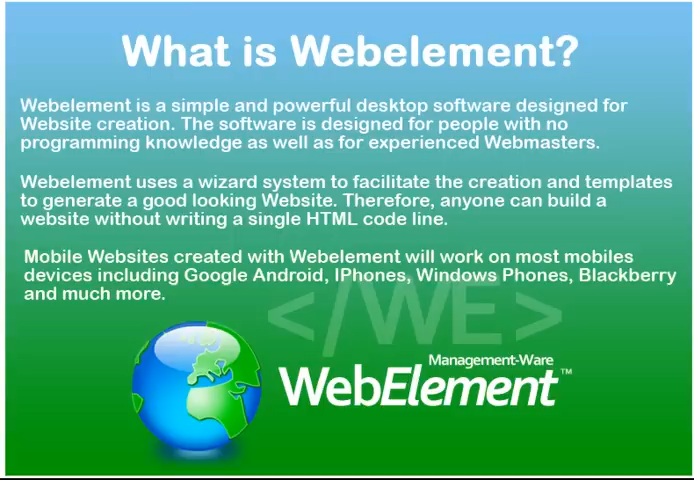 What is Webelement?
Webelement is a simple and powerful desktop software designed for
Website creation. The software is designed for people with no
programming knowledge as well as for experienced Webmasters.
Webelement uses a wizard system to facilitate the creation and templates
to generate a good looking Website. Therefore, anyone can build a
website without writing a single HTML code line.
Mobile Websites created with Webelement will work on most mobiles
devices including Google Android, IPhones, Windows Phones, Blackberry
and much more.
</WE>
Management-Ware
WebElement™